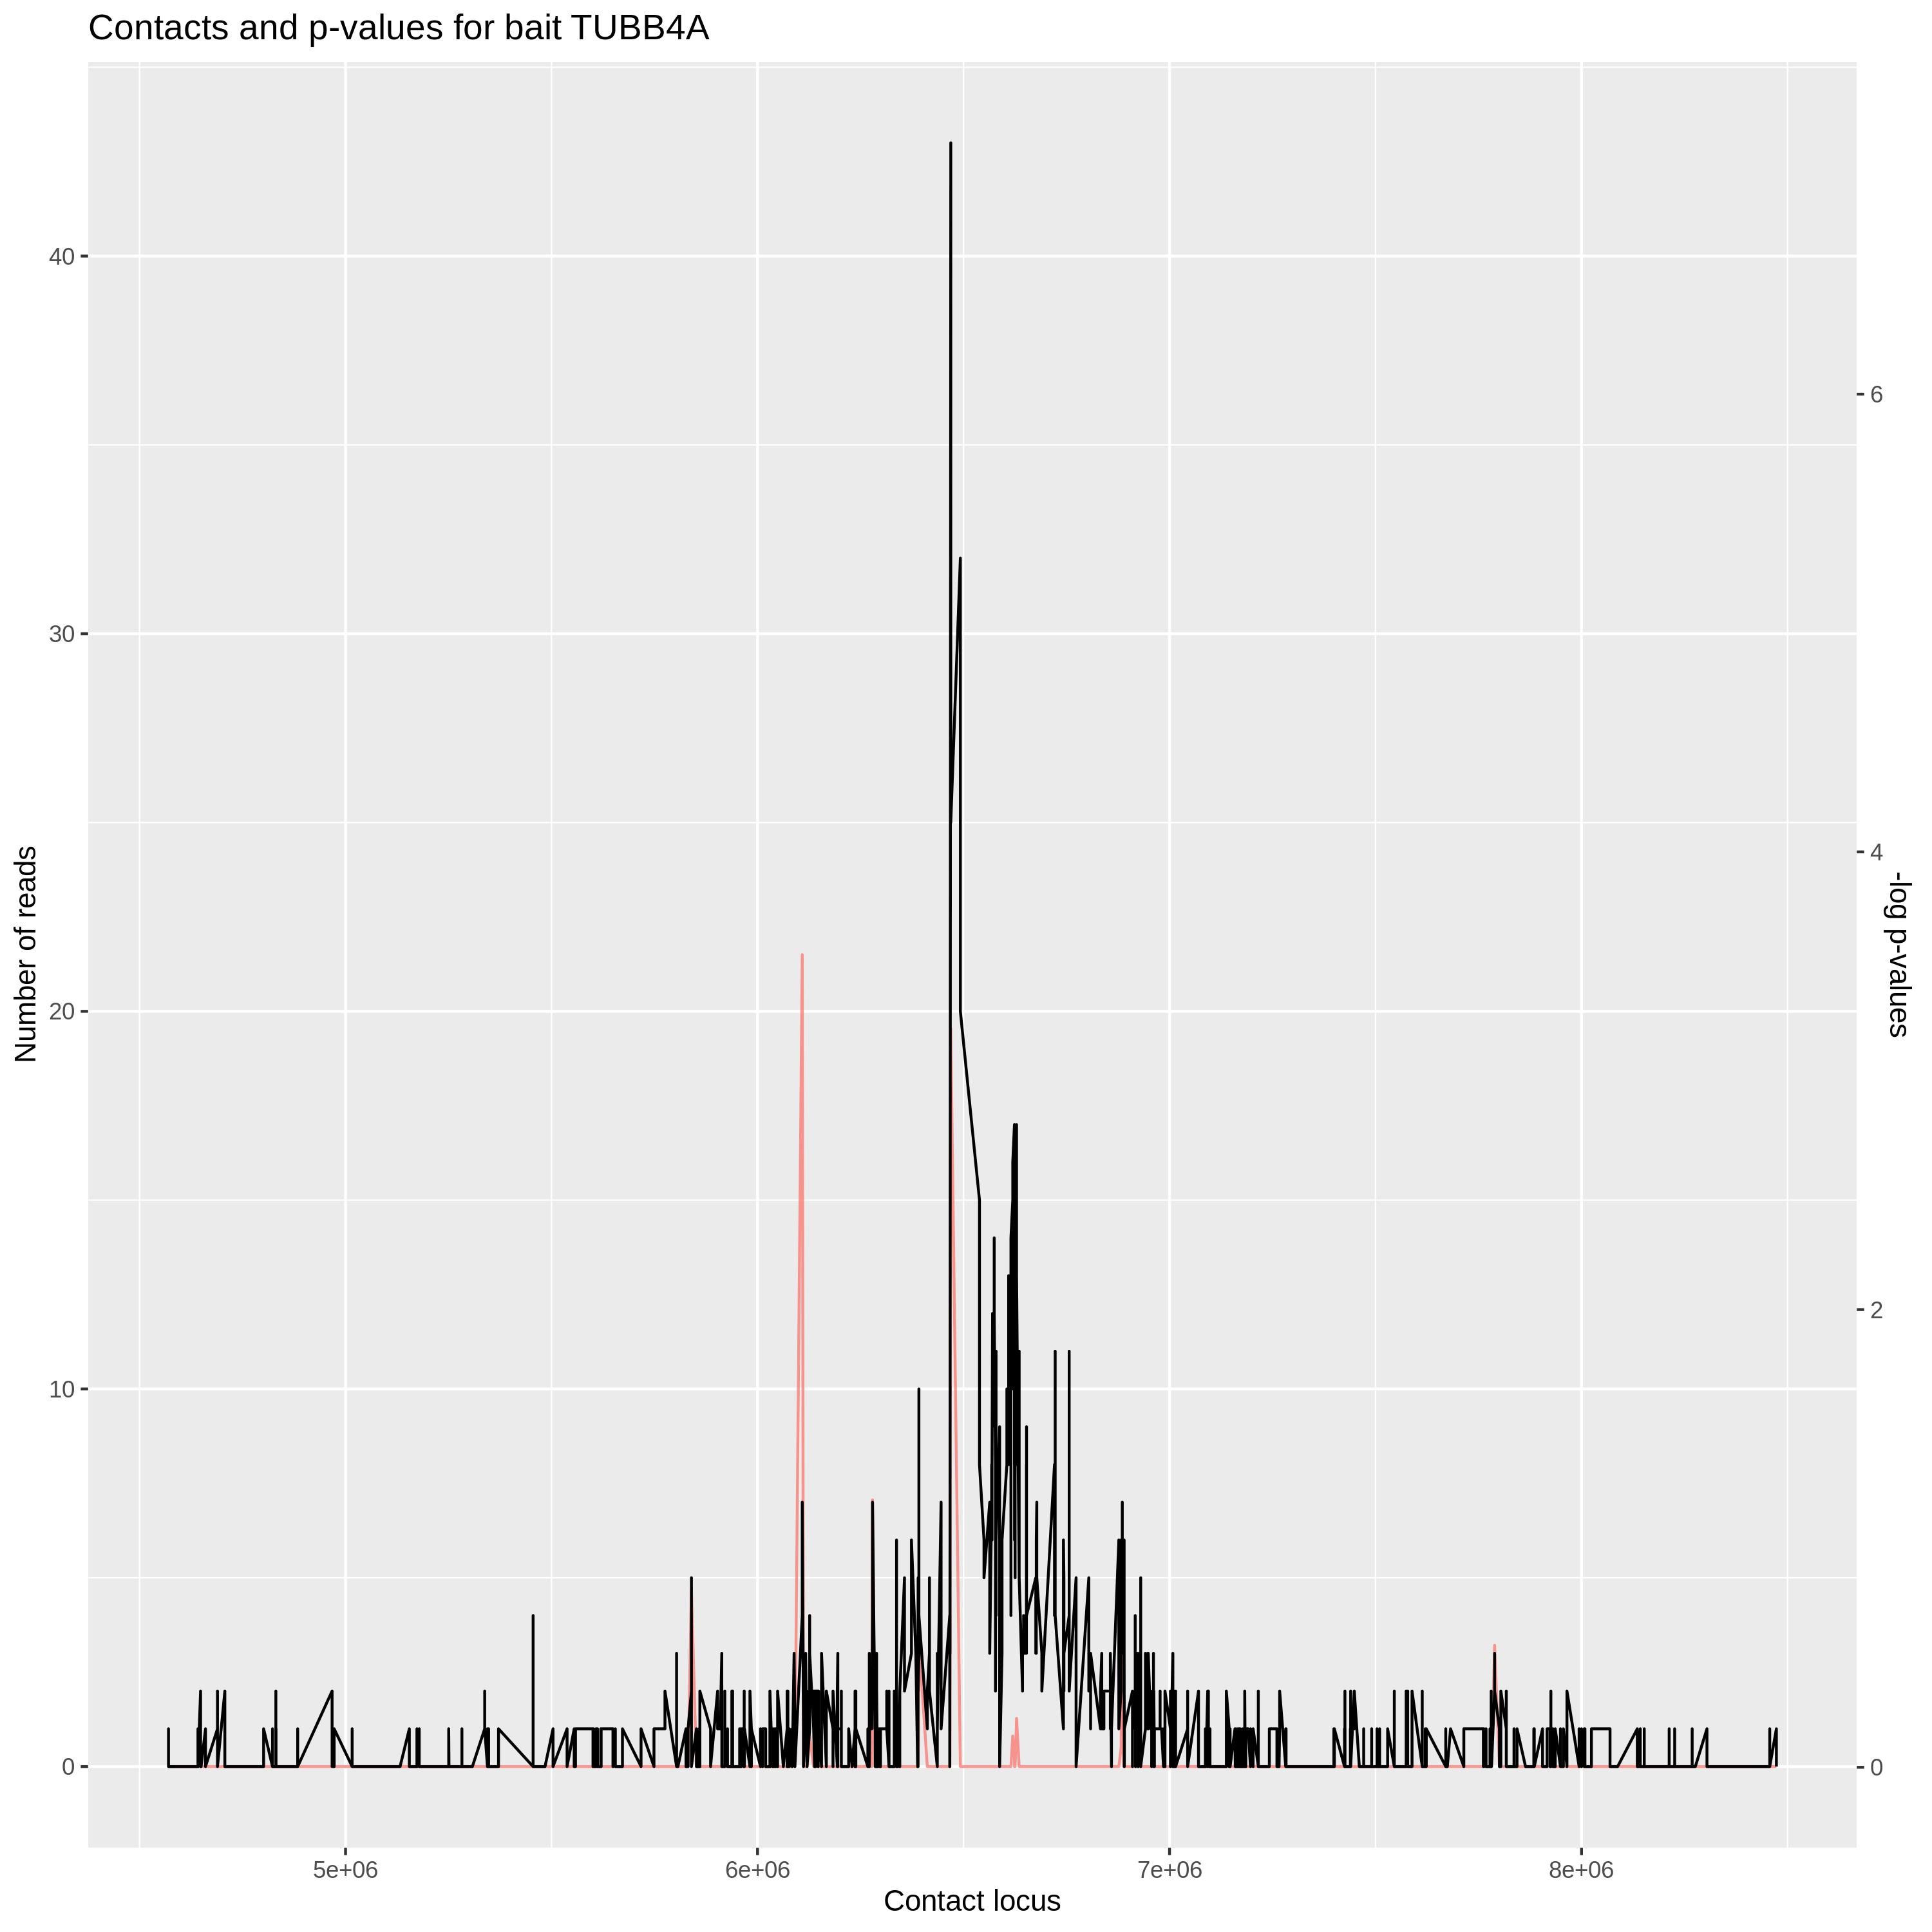 Contacts and p-values for bait TUBB4A
40
30
20
10
0
Number of reads
6
4
2
0
-log p-values
5e+06
6e+06
7e+06
8e+06
Contact locus